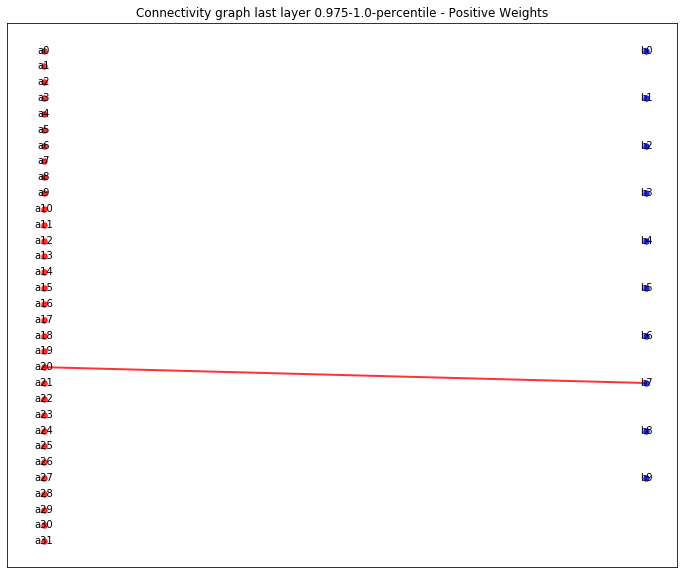 Connectivity graph last layer 0.975-1.0-percentile - Positive Weights
a0
a1
a2
a3
a4
a5
a6
a7
a8
a9
a10
a11
a12
a13
a14
a15
a16
a17
a18
a19
a20
a21
a22
a23
a24
a25
a26
a27
a28
a29
a30
a31
b0
b1
b2
b3
b4
b5
b6
b7
b8
b9